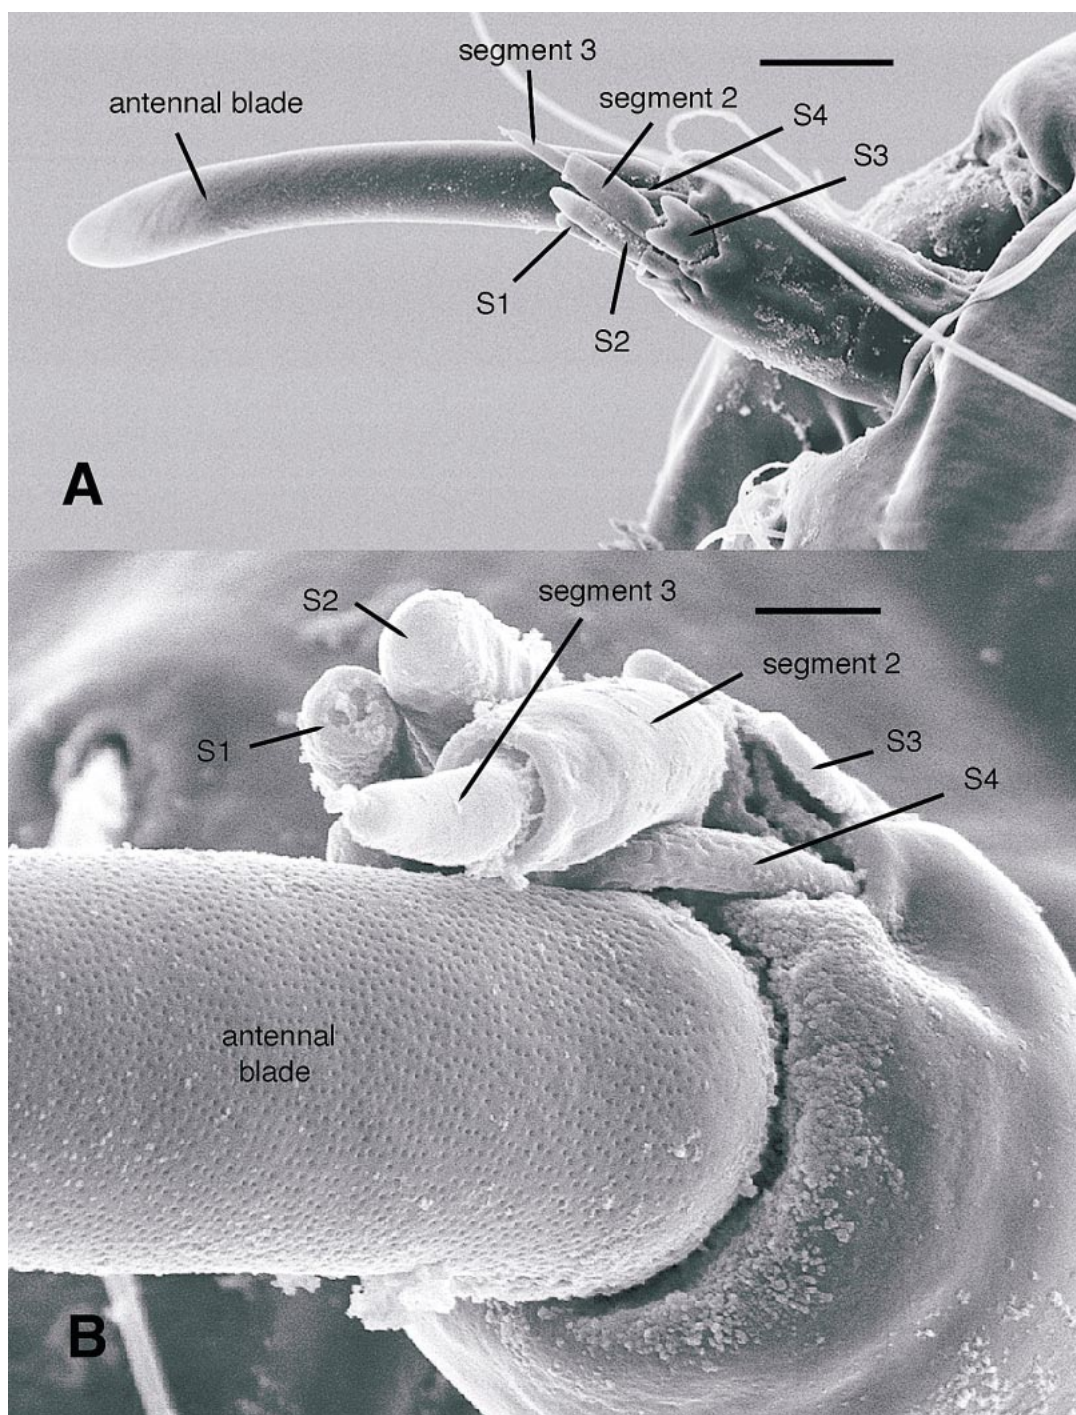 segment 3
antennal blade
segment 2
S4
S3
S1
S2
A
S2
segment 3
segment 2
S1
S3
S4
antennal
blade
B